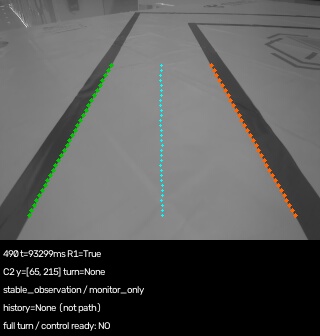 490 t=93299ms R1=True
C2 y=[65, 215] turn=None
stable_observation / monitor_only
history=None (not path)
full turn / control ready: NO